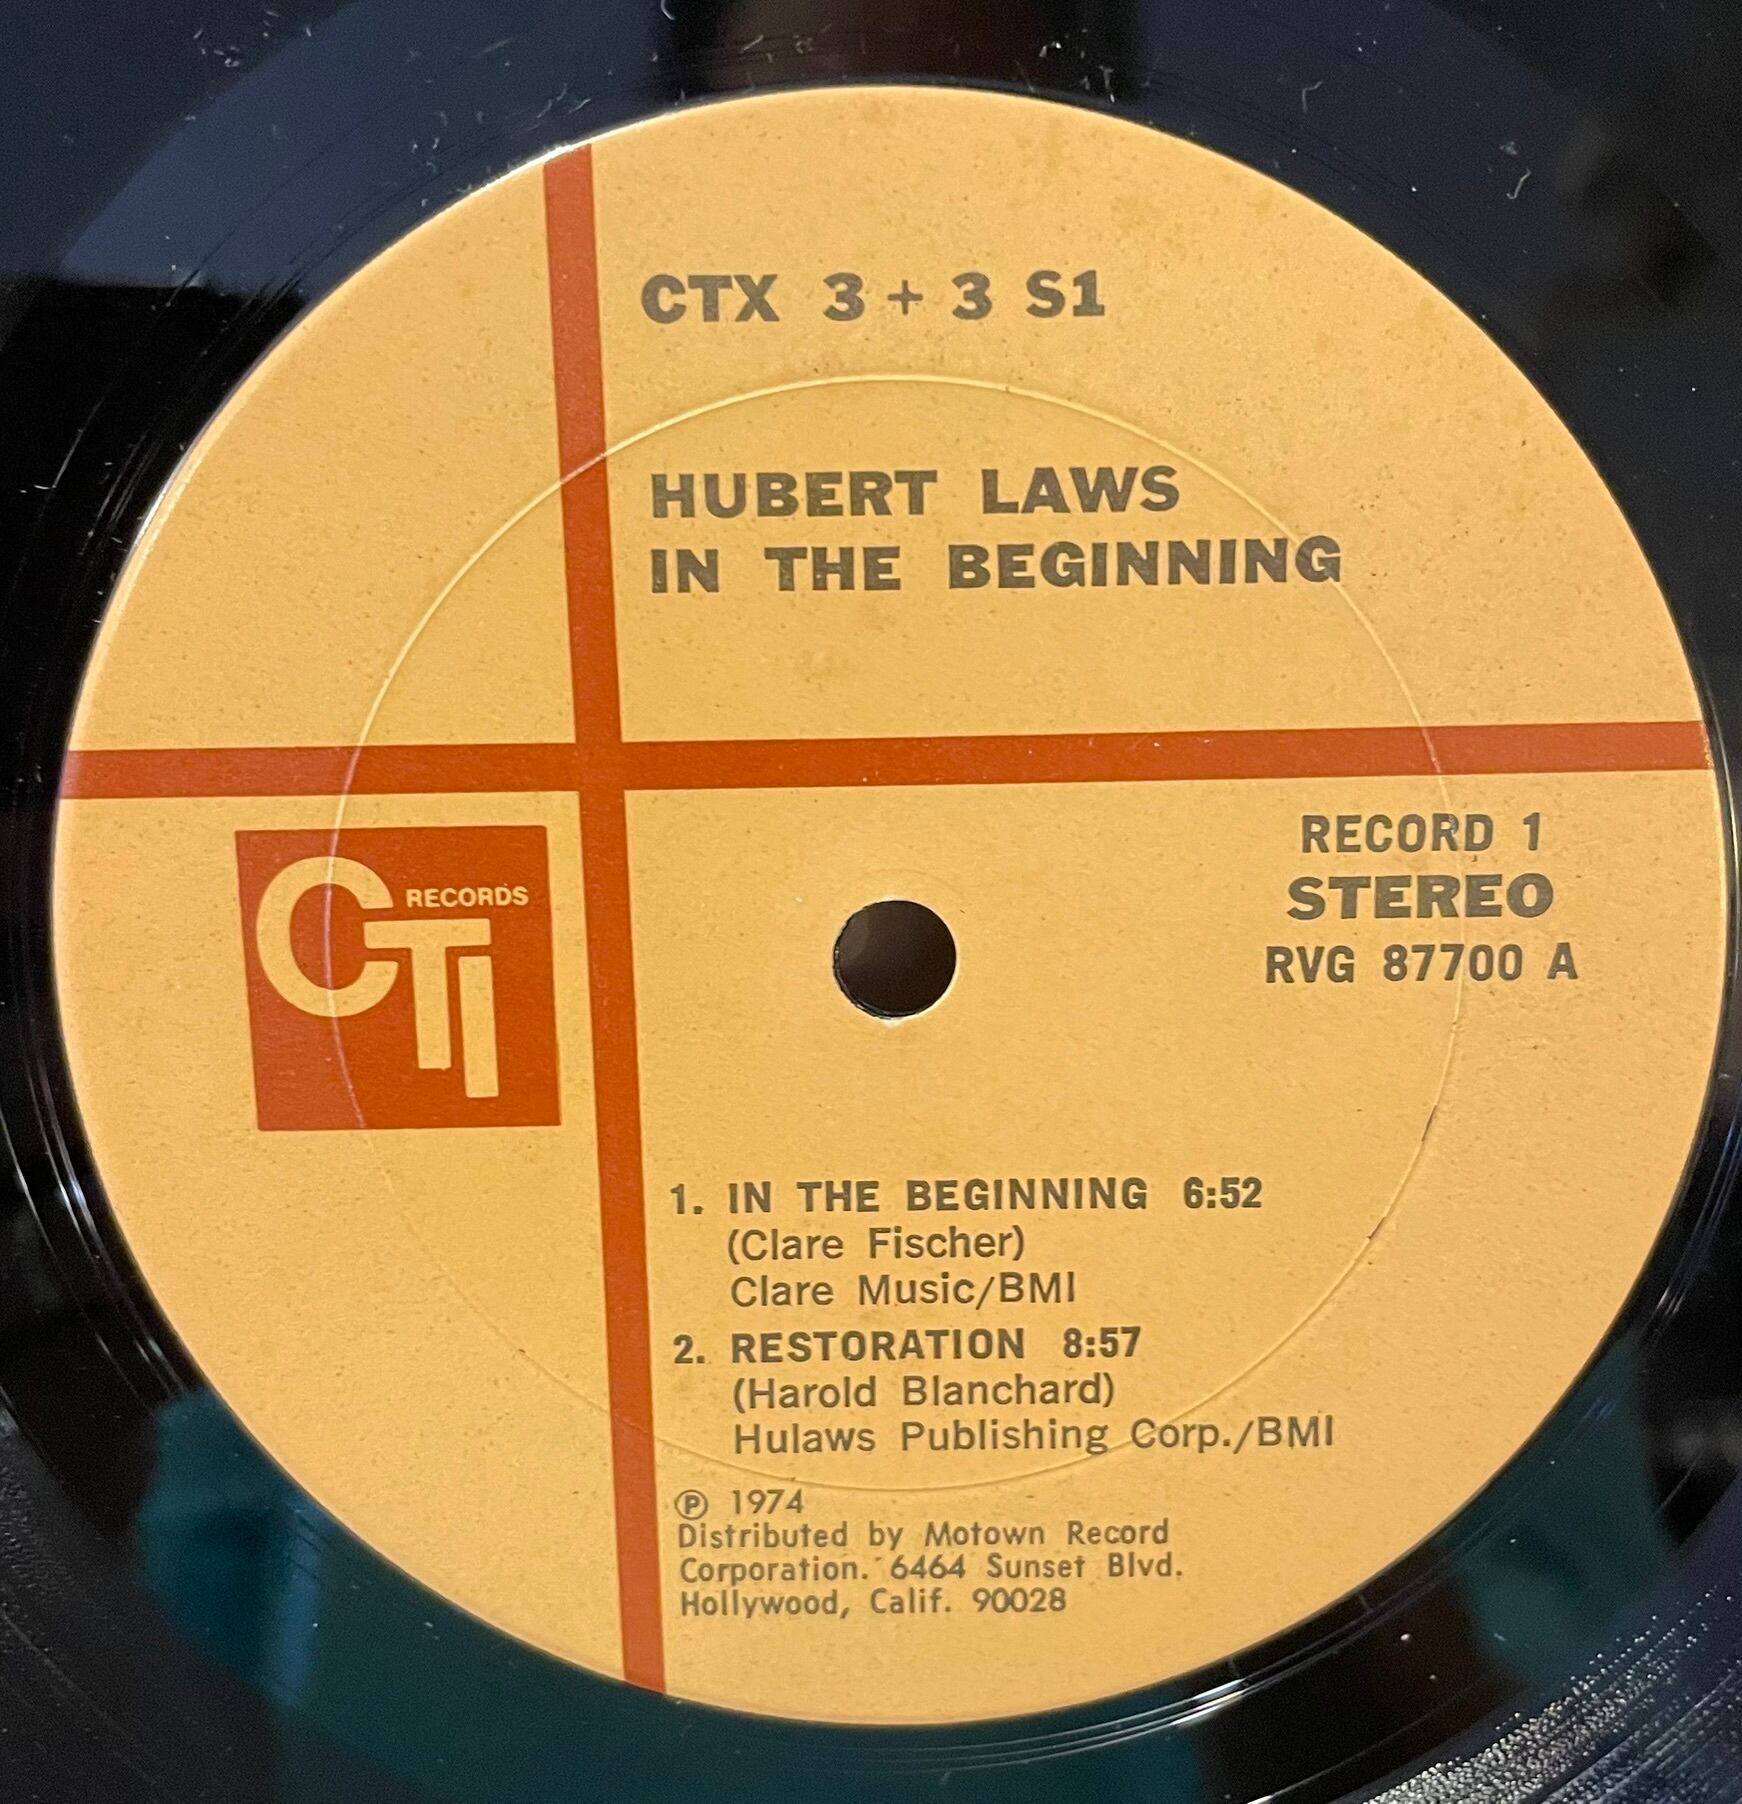 CTX 3 + 3 S1
HUBERT LAWS
IN THE BEGINNING
CTI RECORDS
RECORD 1
STEREO
RVG 87700 A
1. IN THE BEGINNING 6:52
(Clare Fischer)
Clare Music/BMI
2. RESTORATION 8:57
(Harold Blanchard)
Hulaws Publishing Corp./BMI
℗ 1974
Distributed by Motown Record
Corporation. 6464 Sunset Blvd.
Hollywood, Calif. 90028